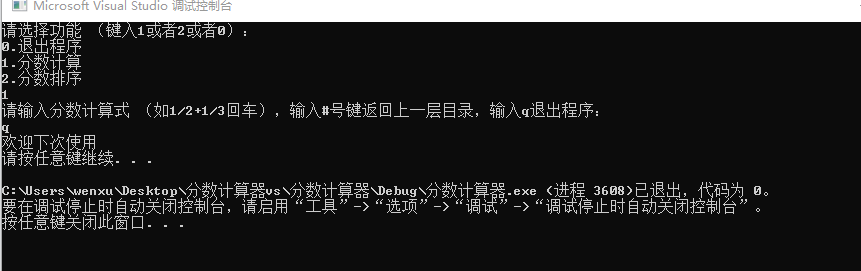 Microsoft Visual Studio 调试控制台
请选择功能 （键入1或者2或者0）：
0.退出程序
1.分数计算
2.分数排序
1
请输入分数计算式 （如1/2+1/3回车），输入#号键返回上一层目录，输入q退出程序：
q
欢迎下次使用
请按任意键继续. . .
C:\Users\wenxu\Desktop\分数计算器vs\分数计算器\Debug\分数计算器.exe (进程 3608)已退出，代码为 0。
要在调试停止时自动关闭控制台，请启用“工具”->“选项”->“调试”->“调试停止时自动关闭控制台”。
按任意键关闭此窗口. . .